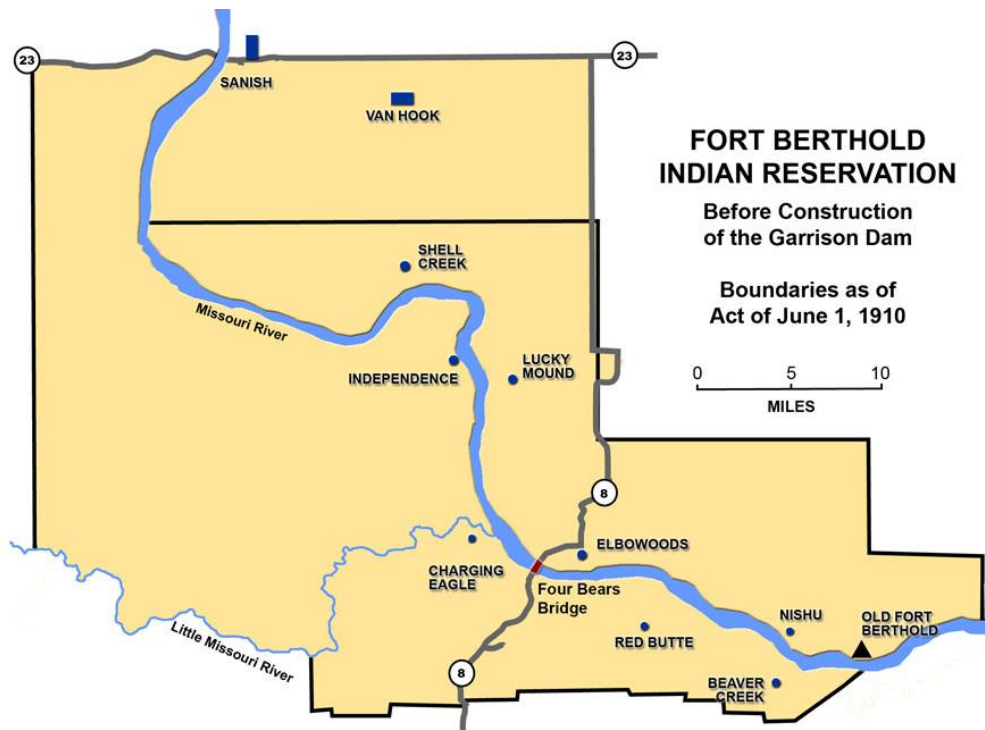 23
23
SANISH
VAN HOOK
FORT BERTHOLD
INDIAN RESERVATION
Before Construction
of the Garrison Dam
Boundaries as of
Act of June 1, 1910
SHELL
CREEK
Missouri River
INDEPENDENCE
LUCKY
MOUND
0 5 10
MILES
8
ELBOWOODS
CHARGING
EAGLE
Four Bears
Bridge
NISHU
OLD FORT
BERTHOLD
RED BUTTE
Little Missouri River
8
BEAVER
CREEK